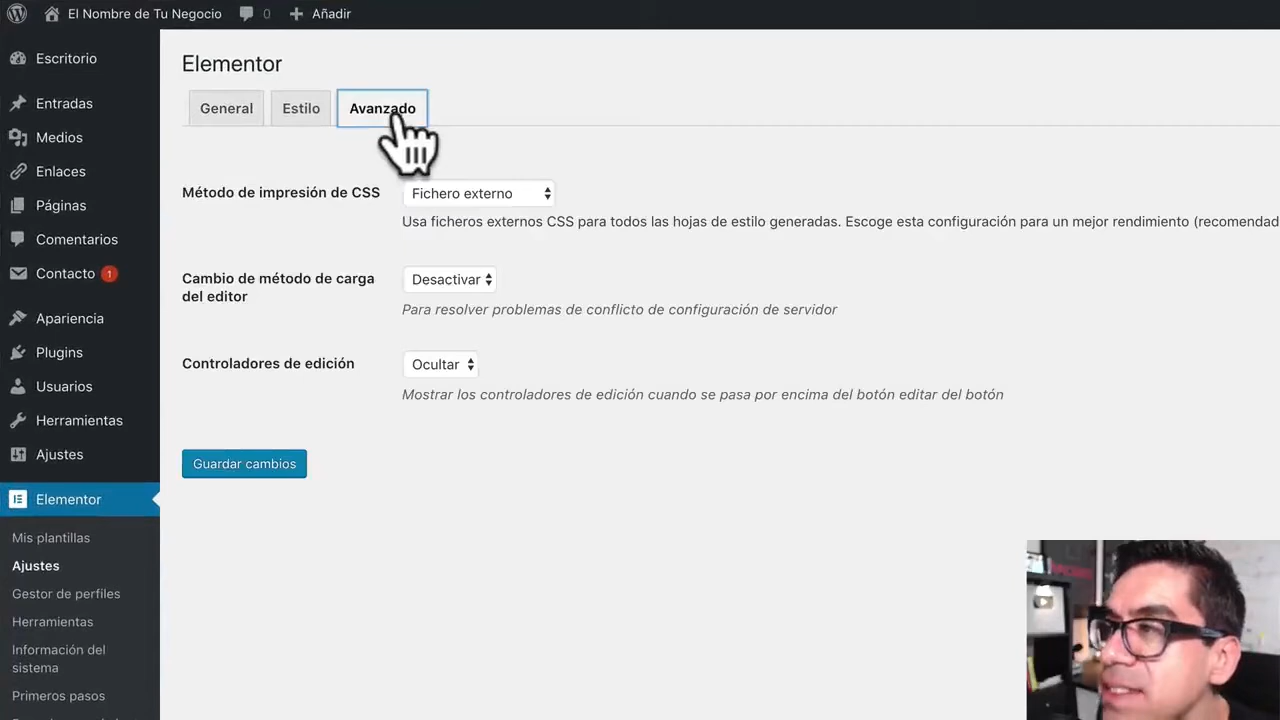 El Nombre de Tu Negocio 0 Añadir
Escritorio
Entradas
Medios
Enlaces
Páginas
Comentarios
Contacto 1
Apariencia
Plugins
Usuarios
Herramientas
Ajustes
Elementor
Mis plantillas
Ajustes
Gestor de perfiles
Herramientas
Información del
sistema
Primeros pasos
Elementor
General Estilo Avanzado
Método de impresión de CSS Fichero externo
Usa ficheros externos CSS para todos las hojas de estilo generadas. Escoge esta configuración para un mejor rendimiento (recomendad
Cambio de método de carga
del editor
Desactivar
Para resolver problemas de conflicto de configuración de servidor
Controladores de edición Ocultar
Mostrar los controladores de edición cuando se pasa por encima del botón editar del botón
Guardar cambios